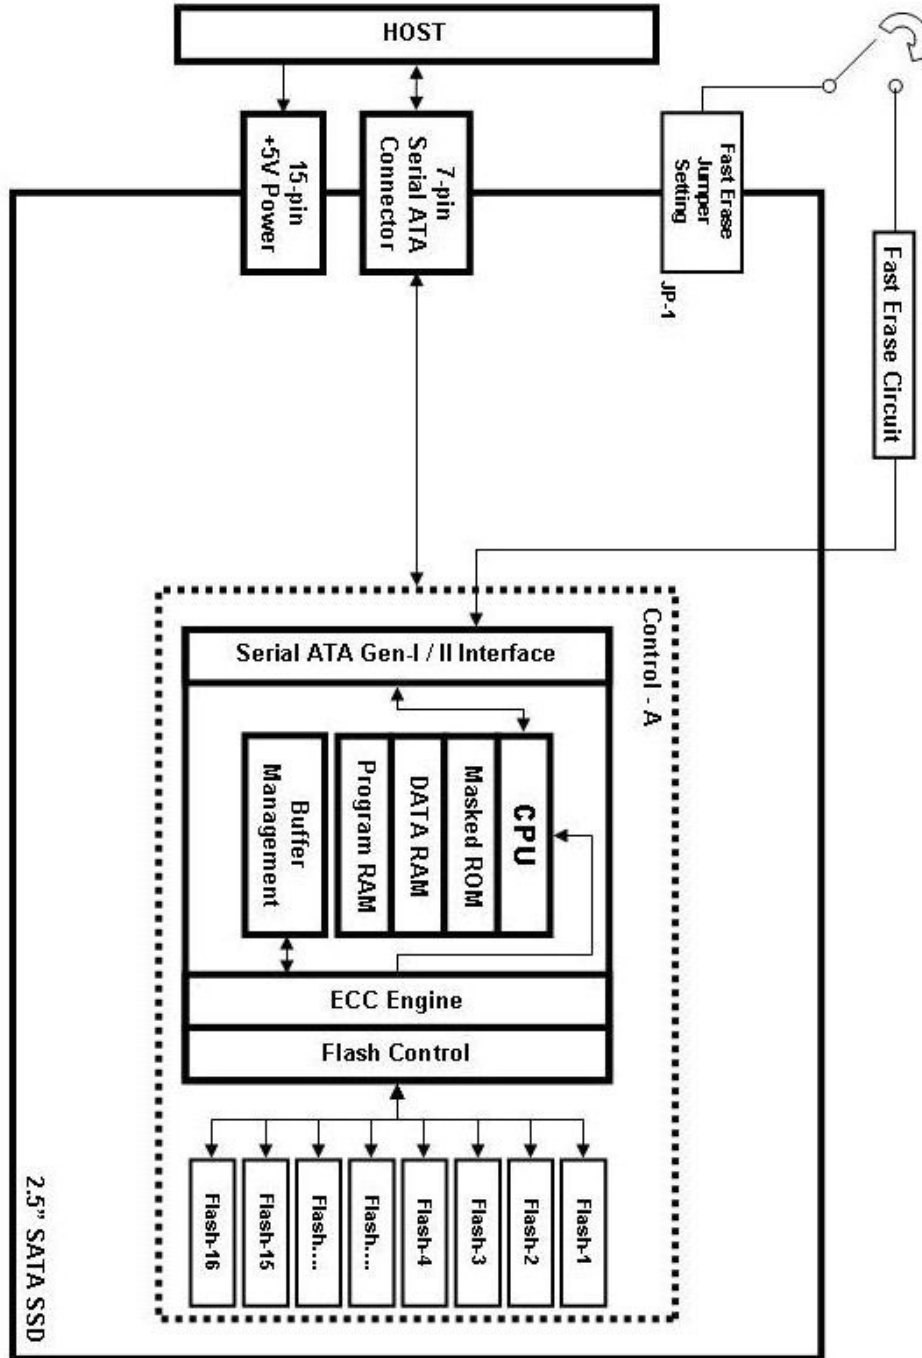 HOST
15-pin
+5V Power
7-pin
Serial ATA
Connector
Fast Erase
Jumper
Setting
JP-1
Fast Erase Circuit
Control - A
Serial ATA Gen-I / II Interface
Buffer
Management
Program RAM
DATA RAM
Masked ROM
CPU
ECC Engine
Flash Control
Flash-16
Flash-15
Flash....
Flash....
Flash-4
Flash-3
Flash-2
Flash-1
2.5” SATA SSD